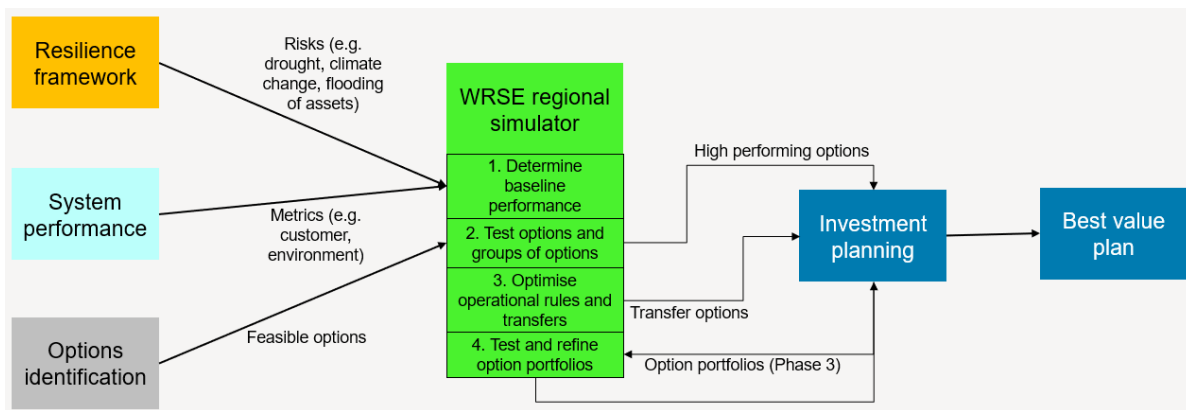 Resilience
framework
Risks (e.g.
drought, climate
change, flooding
of assets)
System
performance
Metrics (e.g.
customer,
environment)
Options
identification
Feasible options
WRSE regional
simulator
1. Determine
baseline
performance
2. Test options and
groups of options
3. Optimise
operational rules and
transfers
4. Test and refine
option portfolios
High performing options
Transfer options
Option portfolios (Phase 3)
Investment
planning
Best value
plan